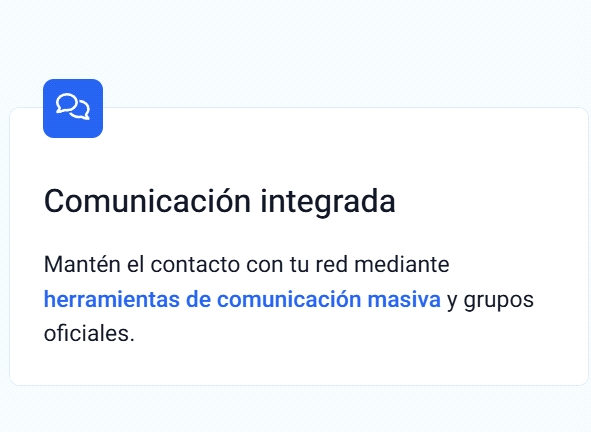 Comunicación integrada
Mantén el contacto con tu red mediante
herramientas de comunicación masiva y grupos
oficiales.